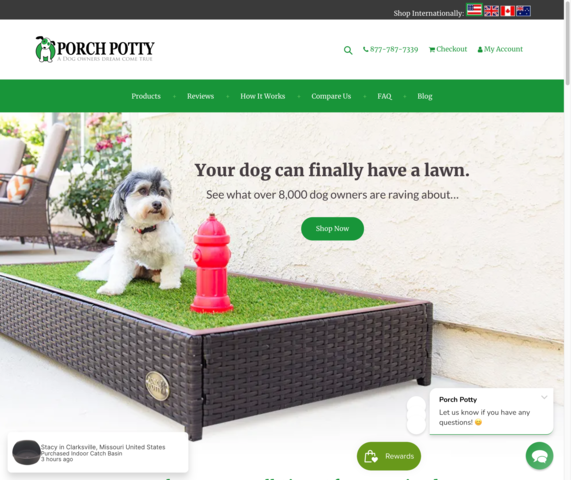 Shop Internationally:
PORCH POTTY
A DOG OWNERS DREAM COME TRUE
877-787-7339
Checkout
My Account
Products
Reviews
How It Works
Compare Us
FAQ
Blog
Your dog can finally have a lawn.
See what over 8,000 dog owners are raving about...
Shop Now
Porch Potty
Let us know if you have any
questions! 😊
Stacy in Clarksville, Missouri United States
Purchased Indoor Catch Basin
3 hours ago
Rewards